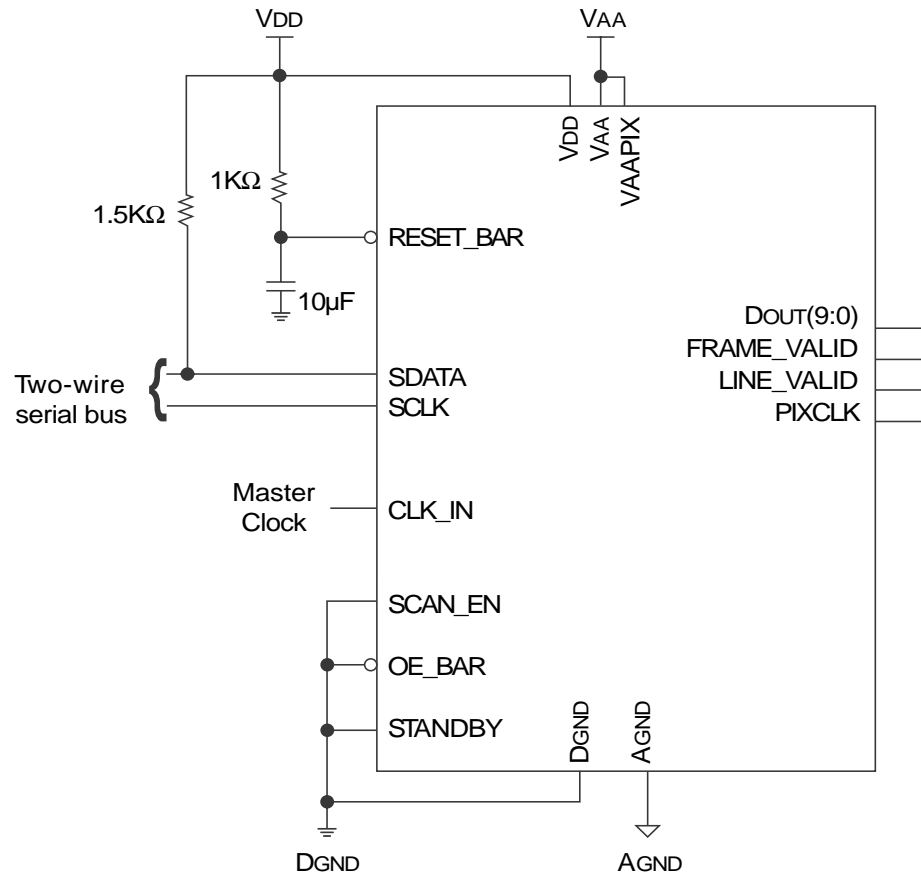 VDD
VAA
VDD
VAA
VAAPIX
1KΩ
1.5KΩ
RESET_BAR
10µF
DOUT(9:0)
FRAME_VALID
LINE_VALID
PIXCLK
Two-wire
serial bus
SDATA
SCLK
Master
Clock
CLK_IN
SCAN_EN
OE_BAR
STANDBY
DGND
AGND
DGND
AGND